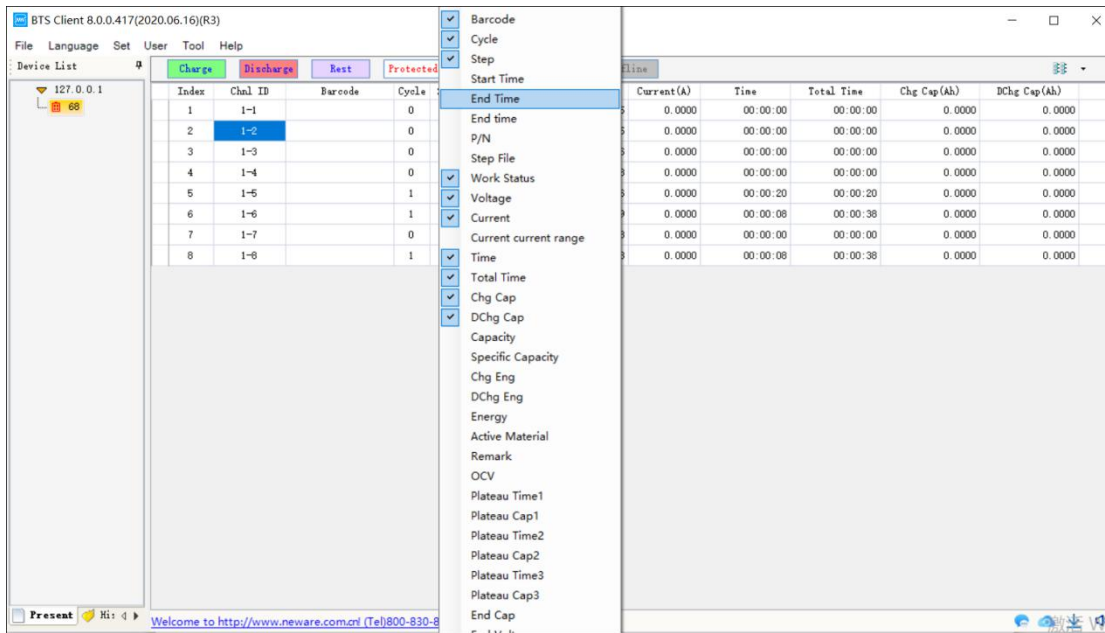 BTS Client 8.0.0.417(2020.06.16)(R3)
File Language Set User Tool Help
Device List
127.0.0.1
68
Charge Discharge Rest Protected
Index Chnl ID Barcode Cycle Current(A) Time Total Time Chg Cap(Ah) DChg Cap(Ah)
1 1-1 0 0.0000 00:00:00 00:00:00 0.0000 0.0000
2 1-2 0 0.0000 00:00:00 00:00:00 0.0000 0.0000
3 1-3 0 0.0000 00:00:00 00:00:00 0.0000 0.0000
4 1-4 0 0.0000 00:00:00 00:00:00 0.0000 0.0000
5 1-5 1 0.0000 00:00:20 00:00:20 0.0000 0.0000
6 1-6 1 0.0000 00:00:08 00:00:38 0.0000 0.0000
7 1-7 0 0.0000 00:00:00 00:00:00 0.0000 0.0000
8 1-8 1 0.0000 00:00:08 00:00:38 0.0000 0.0000
Barcode
Cycle
Step
Start Time
End Time
End time
P/N
Step File
Work Status
Voltage
Current
Current current range
Time
Total Time
Chg Cap
DChg Cap
Capacity
Specific Capacity
Chg Eng
DChg Eng
Energy
Active Material
Remark
OCV
Plateau Time1
Plateau Cap1
Plateau Time2
Plateau Cap2
Plateau Time3
Plateau Cap3
End Cap
Present His
Welcome to http://www.neware.com.cn! (Tel)800-830-8
激活 W